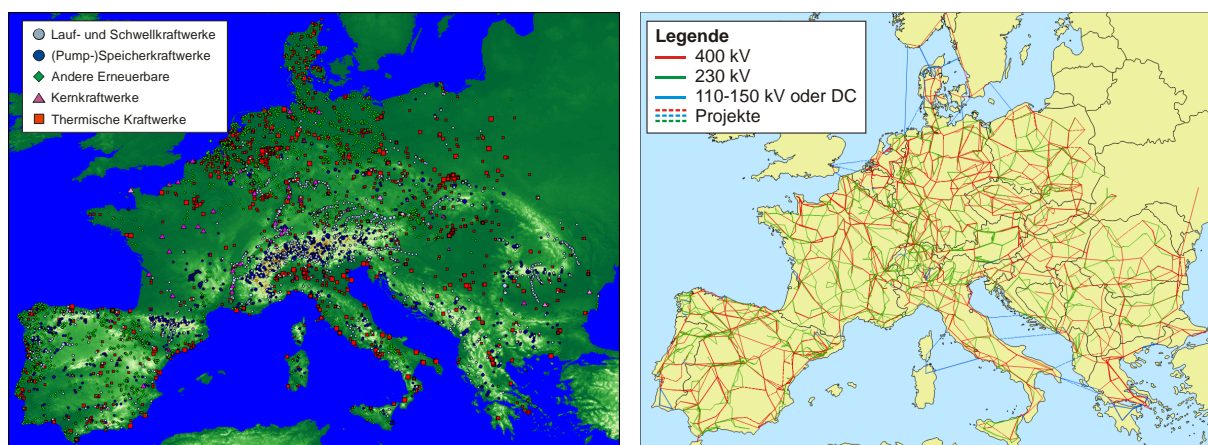 Lauf- und Schwellkraftwerke
(Pump-)Speicherkraftwerke
Andere Erneuerbare
Kernkraftwerke
Thermische Kraftwerke
Legende
400 kV
230 kV
110-150 kV oder DC
Projekte